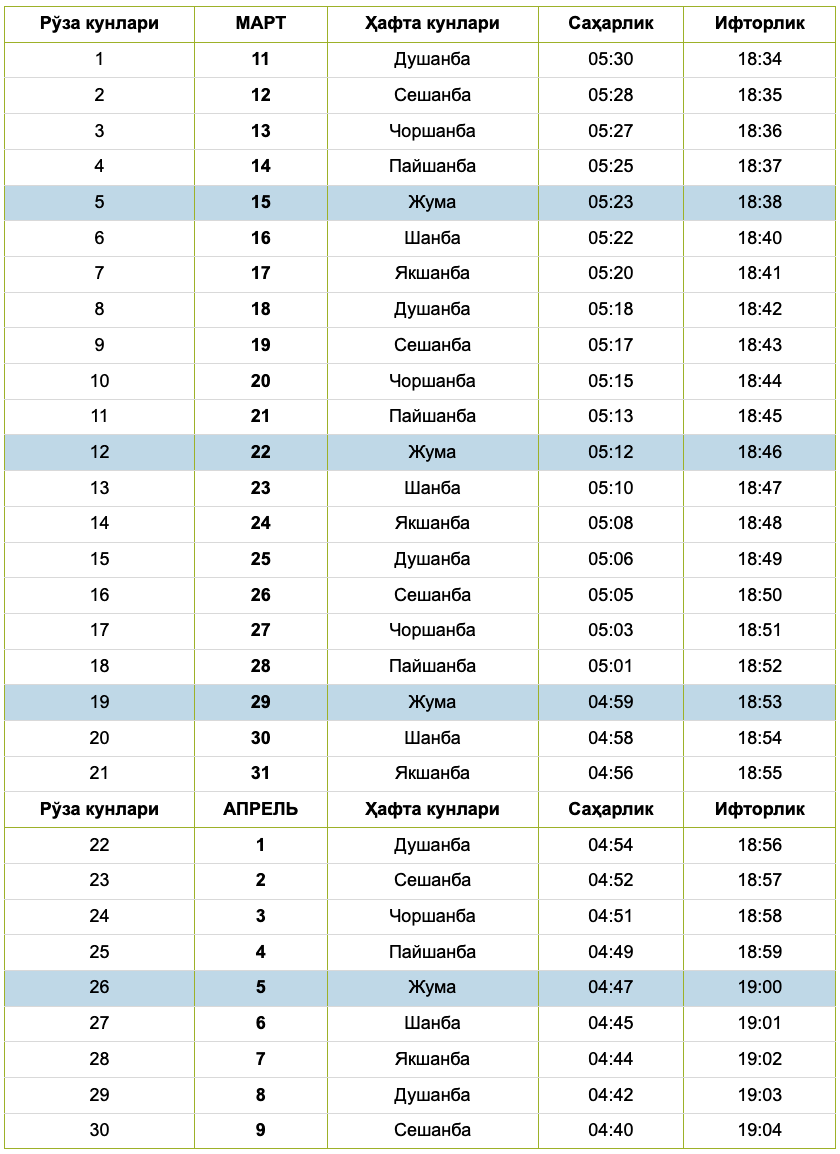 Рўза кунлари МАРТ Ҳафта кунлари Саҳарлик Ифторлик
1 11 Душанба 05:30 18:34
2 12 Сешанба 05:28 18:35
3 13 Чоршанба 05:27 18:36
4 14 Пайшанба 05:25 18:37
5 15 Жума 05:23 18:38
6 16 Шанба 05:22 18:40
7 17 Якшанба 05:20 18:41
8 18 Душанба 05:18 18:42
9 19 Сешанба 05:17 18:43
10 20 Чоршанба 05:15 18:44
11 21 Пайшанба 05:13 18:45
12 22 Жума 05:12 18:46
13 23 Шанба 05:10 18:47
14 24 Якшанба 05:08 18:48
15 25 Душанба 05:06 18:49
16 26 Сешанба 05:05 18:50
17 27 Чоршанба 05:03 18:51
18 28 Пайшанба 05:01 18:52
19 29 Жума 04:59 18:53
20 30 Шанба 04:58 18:54
21 31 Якшанба 04:56 18:55
Рўза кунлари АПРЕЛЬ Ҳафта кунлари Саҳарлик Ифторлик
22 1 Душанба 04:54 18:56
23 2 Сешанба 04:52 18:57
24 3 Чоршанба 04:51 18:58
25 4 Пайшанба 04:49 18:59
26 5 Жума 04:47 19:00
27 6 Шанба 04:45 19:01
28 7 Якшанба 04:44 19:02
29 8 Душанба 04:42 19:03
30 9 Сешанба 04:40 19:04